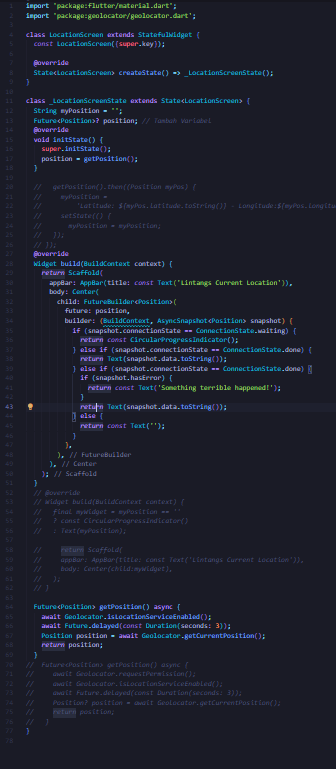 import 'package:flutter/material.dart';
import 'package:geolocator/geolocator.dart';
class LocationScreen extends StatefulWidget {
const LocationScreen({super.key});
@override
State<LocationScreen> createState() => _LocationScreenState();
}
class _LocationScreenState extends State<LocationScreen> {
String myPosition = '';
Future<Position>? position; // Tambah Variabel
@override
void initState() {
super.initState();
position = getPosition();
}
// getPosition().then((Position myPos) {
// myPosition =
// 'Latitude: ${myPos.latitude.toString()} - Longitude:${myPos.longitu
// setState(() {
// myPosition = myPosition;
// });
// });
@override
Widget build(BuildContext context) {
return Scaffold(
appBar: AppBar(title: const Text('Lintangs Current Location')),
body: Center(
child: FutureBuilder<Position>(
future: position,
builder: (BuildContext, AsyncSnapshot<Position> snapshot) {
if (snapshot.connectionState == ConnectionState.waiting) {
return const CircularProgressIndicator();
} else if (snapshot.connectionState == ConnectionState.done) {
return Text(snapshot.data.toString());
} else if (snapshot.connectionState == ConnectionState.done) {
if (snapshot.hasError) {
return const Text('Something terrible happened!');
}
43 return Text(snapshot.data.toString());
} else {
return const Text('');
}
},
), // FutureBuilder
), // Center
); // Scaffold
}
// @override
// Widget build(BuildContext context) {
// final myWidget = myPosition == ''
// ? const CircularProgressIndicator()
// : Text(myPosition);
// return Scaffold(
// appBar: AppBar(title: const Text('Lintangs Current Location')),
// body: Center(child:myWidget),
// );
// }
Future<Position> getPosition() async {
await Geolocator.isLocationServiceEnabled();
await Future.delayed(const Duration(seconds: 3));
Position position = await Geolocator.getCurrentPosition();
return position;
}
// Future<Position> getPosition() async {
// await Geolocator.requestPermission();
// await Geolocator.isLocationServiceEnabled();
// await Future.delayed(const Duration(seconds: 3));
// Position? position = await Geolocator.getCurrentPosition();
// return position;
// }
}